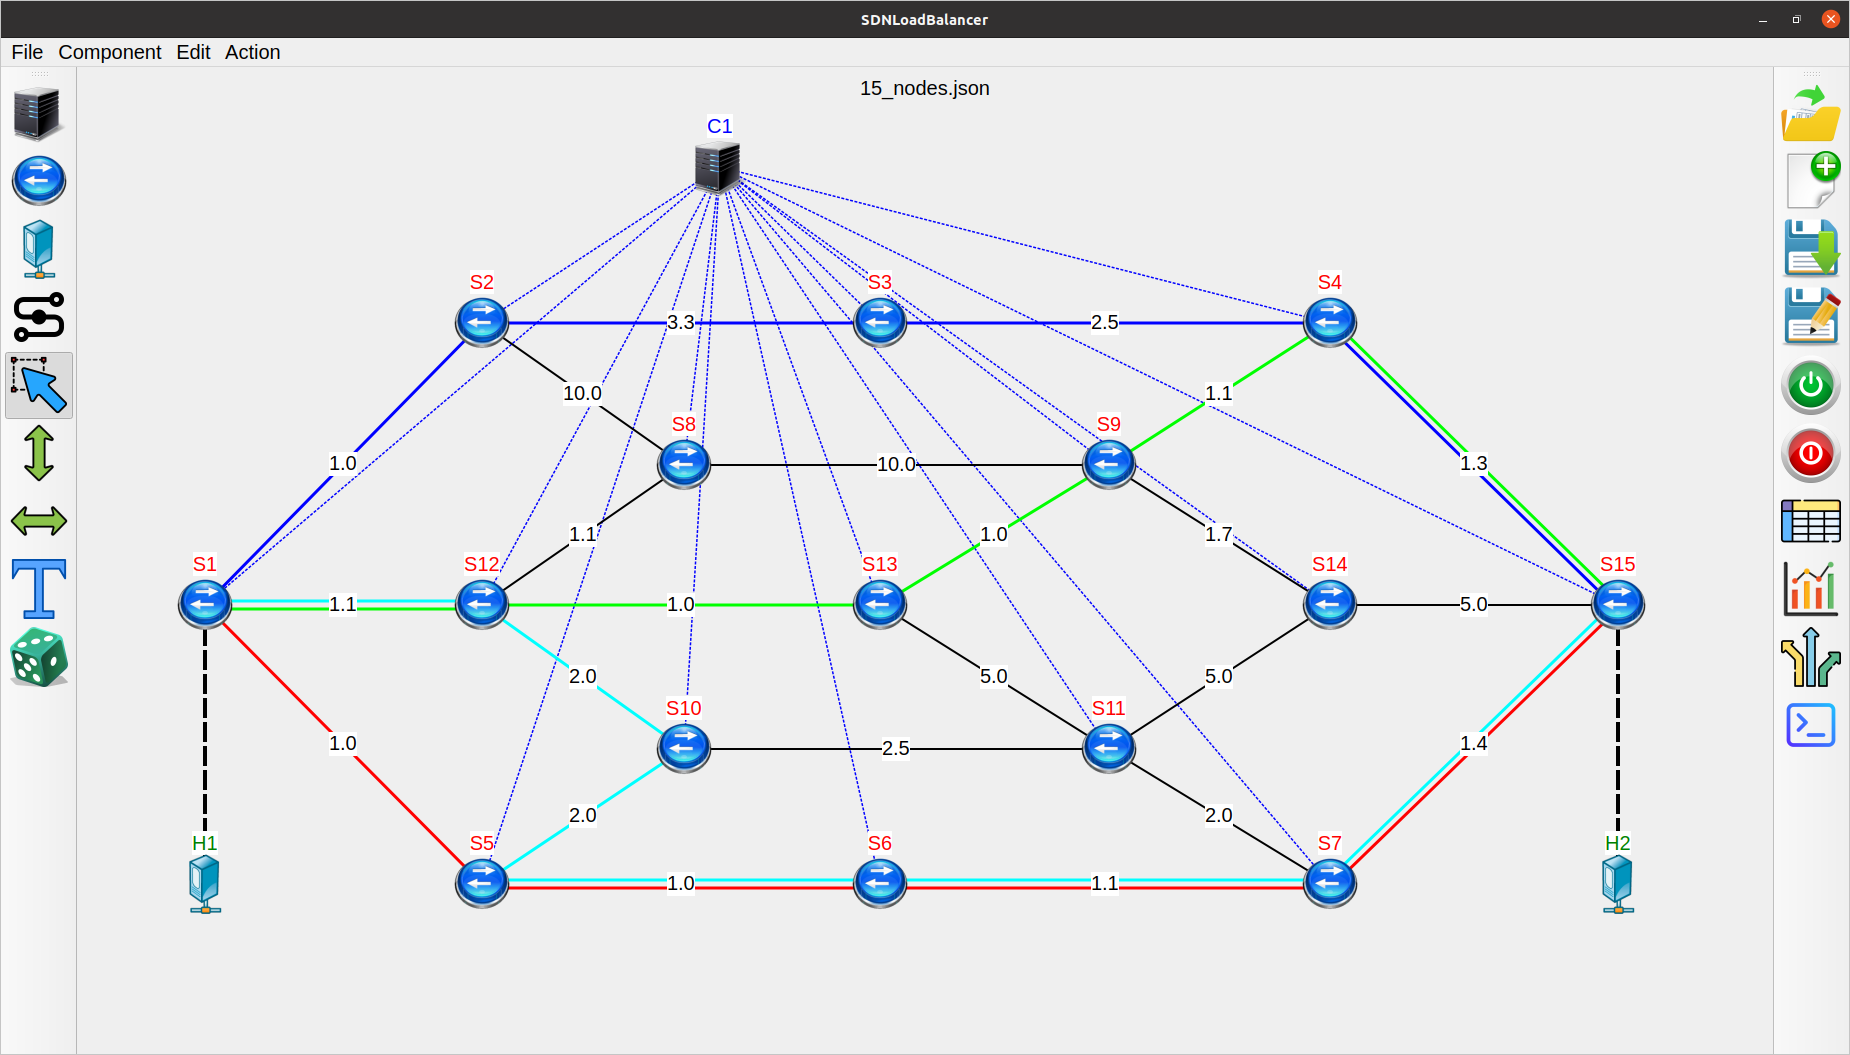 SDNLoadBalancer
File Component Edit Action
15_nodes.json
C1
S2 S3 S4
3.3 2.5
10.0 1.1
S8 S9
1.0 10.0 1.3
1.1 1.0 1.7
S1 S12 S13 S14 S15
1.1 1.0 5.0
2.0 5.0 5.0
S10 S11
1.0 2.5 1.4
2.0 2.0
H1 S5 S6 S7 H2
1.0 1.1